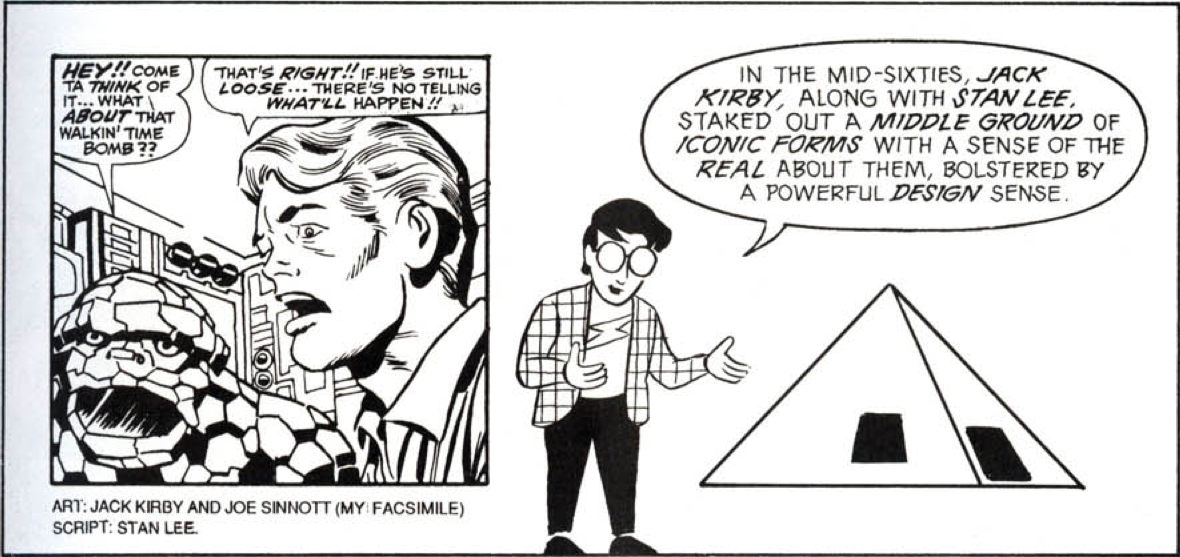 HEY!! COME
TA THINK OF
IT... WHAT
ABOUT THAT
WALKIN' TIME
BOMB??
THAT'S RIGHT!! IF HE'S STILL
LOOSE... THERE'S NO TELLING
WHAT'LL HAPPEN!!
IN THE MID-SIXTIES, JACK
KIRBY, ALONG WITH STAN LEE,
STAKED OUT A MIDDLE GROUND OF
ICONIC FORMS WITH A SENSE OF THE
REAL ABOUT THEM, BOLSTERED BY
A POWERFUL DESIGN SENSE.
ART: JACK KIRBY AND JOE SINNOTT (MY FACSIMILE)
SCRIPT: STAN LEE.